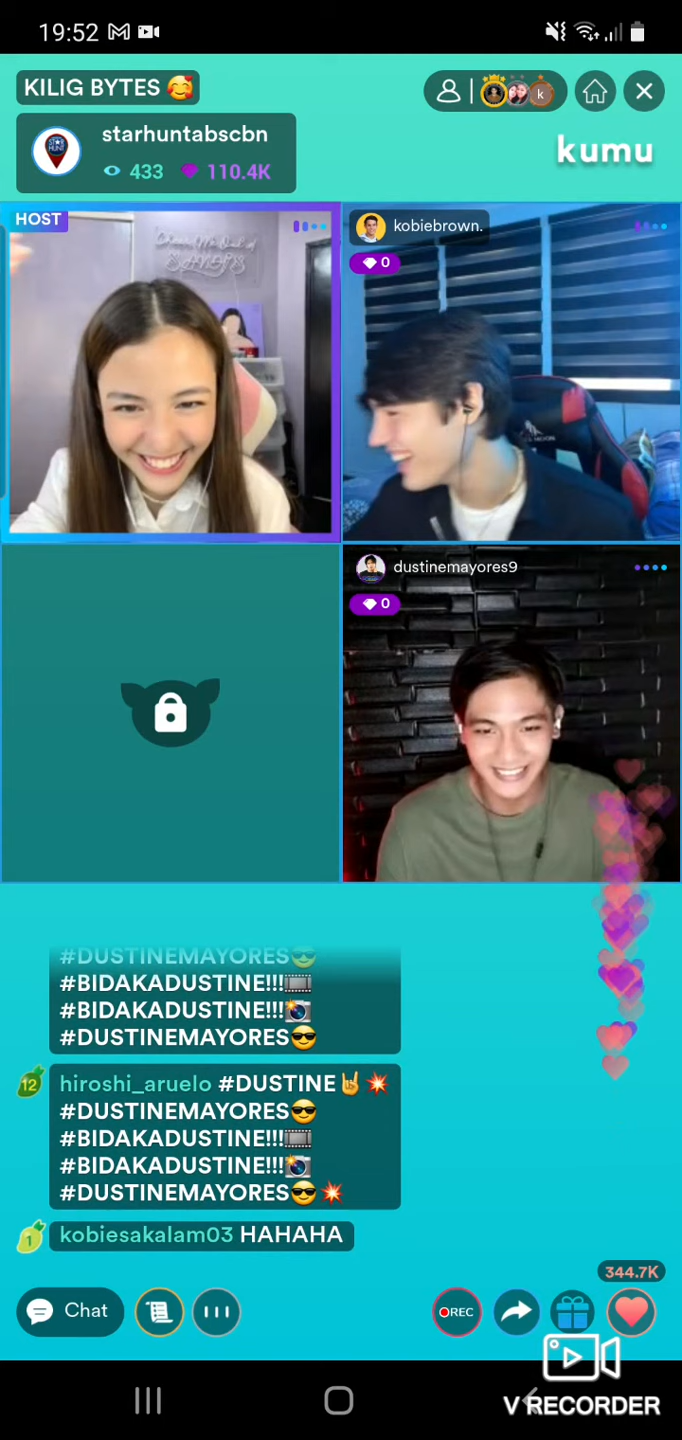 19:52
KILIG BYTES 🥰
k
starhuntabscbn
433 110.4K
kumu
HOST
kobiebrown.
0
dustinemayores9
0
#DUSTINEMAYORES😎
#BIDAKADUSTINE!!!🎞️
#BIDAKADUSTINE!!!📸
#DUSTINEMAYORES😎
12 hiroshi_aruelo #DUSTINE🤘💥
#DUSTINEMAYORES😎
#BIDAKADUSTINE!!!🎞️
#BIDAKADUSTINE!!!📸
#DUSTINEMAYORES😎💥
1 kobiesakalam03 HAHAHA
344.7K
Chat
REC
V RECORDER